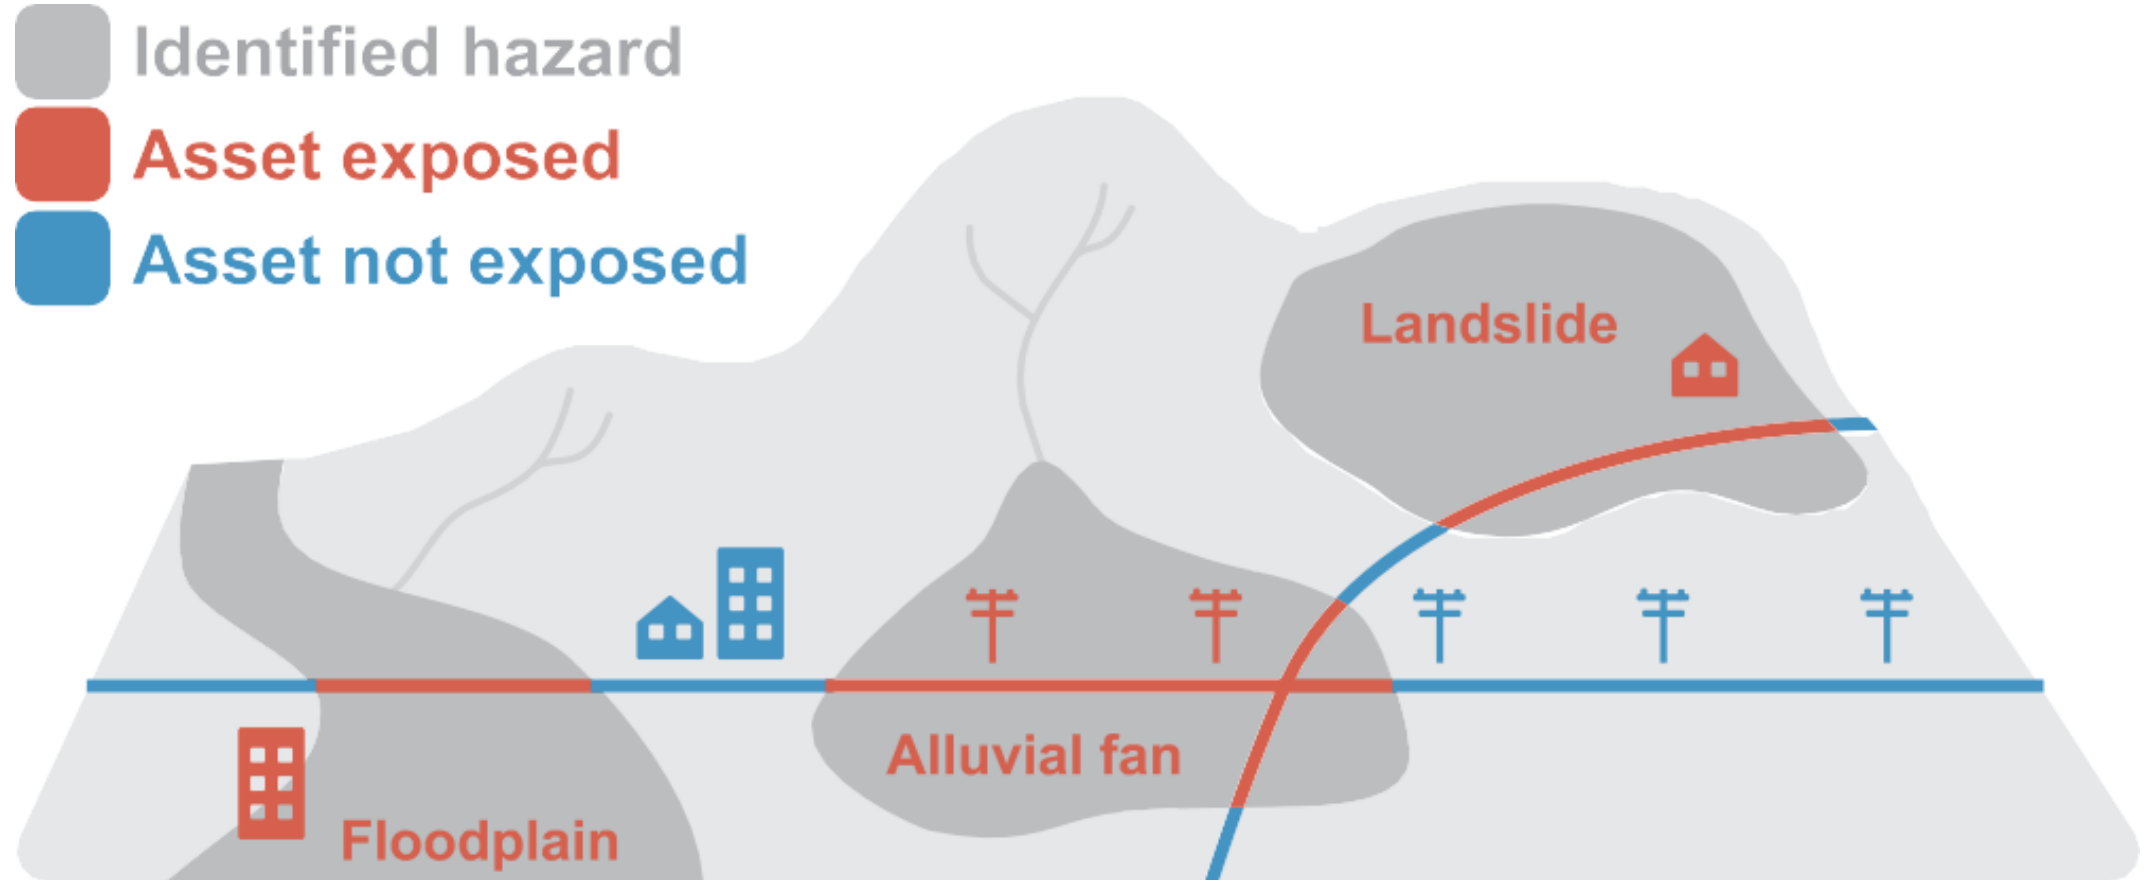 Identified hazard
Asset exposed
Asset not exposed
Landslide
Alluvial fan
Floodplain